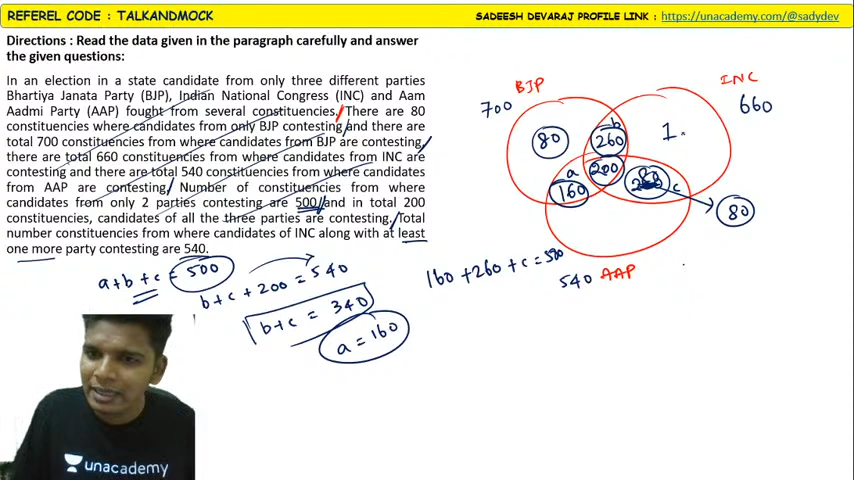 REFEREL CODE : TALKANDMOCK
SADEESH DEVARAJ PROFILE LINK : https://unacademy.com/@sadydev
Directions : Read the data given in the paragraph carefully and answer
the given questions:
In an election in a state candidate from only three different parties
Bhartiya Janata Party (BJP), Indian National Congress (INC) and Aam
Aadmi Party (AAP) fought from several constituencies. There are 80
constituencies where candidates from only BJP contesting and there are
total 700 constituencies from where candidates from BJP are contesting,
there are total 660 constituencies from where candidates from INC are
contesting and there are total 540 constituencies from where candidates
from AAP are contesting. Number of constituencies from where
candidates from only 2 parties contesting are 500 and in total 200
constituencies, candidates of all the three parties are contesting. Total
number constituencies from where candidates of INC along with at least
one more party contesting are 540.
a+b+c = 500
b+c+200 = 540
b+c = 340
a = 160
160+260+c = 500
BJP
700
INC
660
80
b
260
1.
a
160
200
80
c
80
540 AAP
unacademy